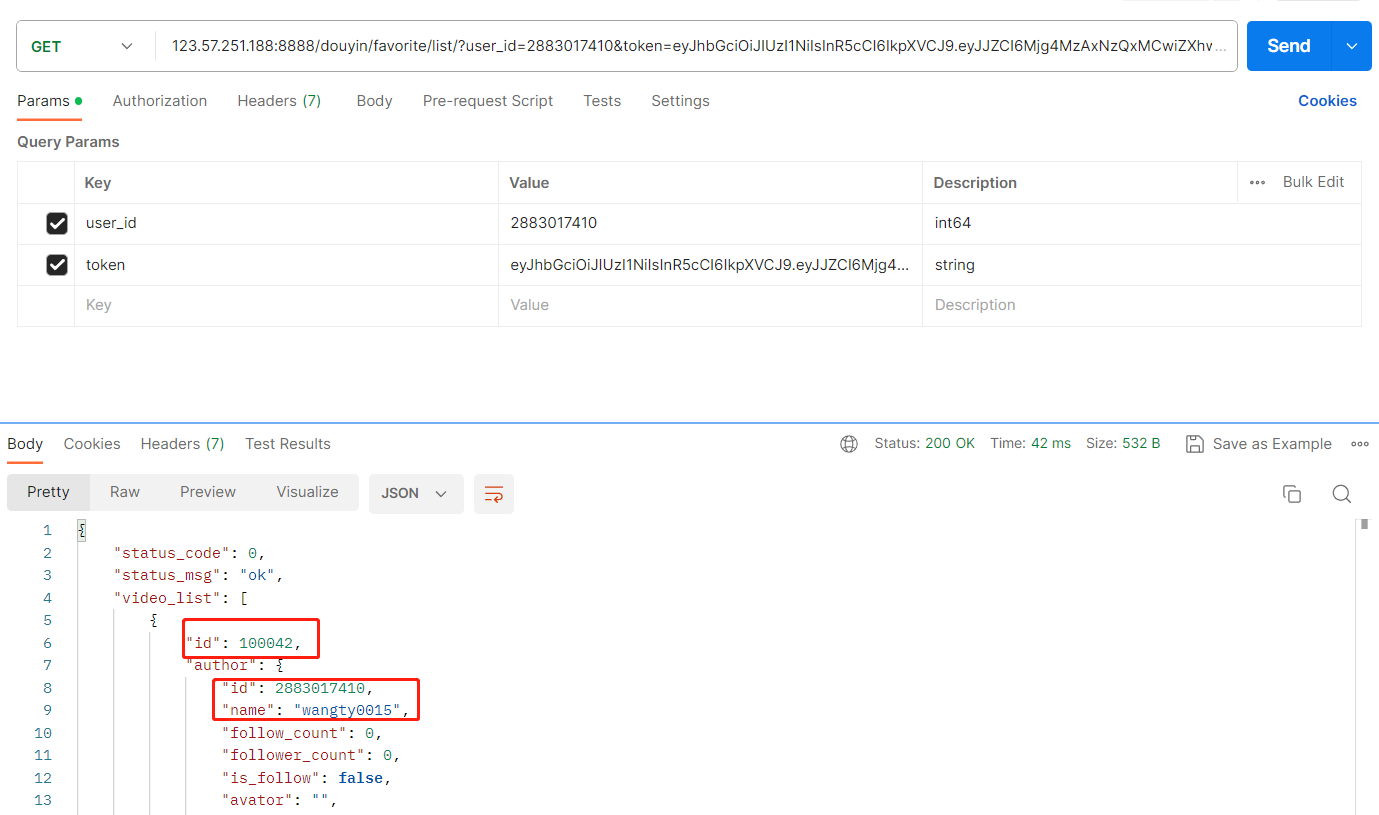 GET 123.57.251.188:8888/douyin/favorite/list/?user_id=2883017410&token=eyJhbGciOiJIUzI1NiIsInR5cCI6IkpXVCJ9.eyJJZCI6Mjg4MzAxNzQxMCwiZXhw... Send
Params Authorization Headers (7) Body Pre-request Script Tests Settings Cookies
Query Params
Key Value Description Bulk Edit
user_id 2883017410 int64
token eyJhbGciOiJIUzI1NiIsInR5cCI6IkpXVCJ9.eyJJZCI6Mjg4... string
Key Value Description
Body Cookies Headers (7) Test Results Status: 200 OK Time: 42 ms Size: 532 B Save as Example
Pretty Raw Preview Visualize JSON
1 {
2 "status_code": 0,
3 "status_msg": "ok",
4 "video_list": [
5 {
6 "id": 100042,
7 "author": {
8 "id": 2883017410,
9 "name": "wangty0015",
10 "follow_count": 0,
11 "follower_count": 0,
12 "is_follow": false,
13 "avator": "",